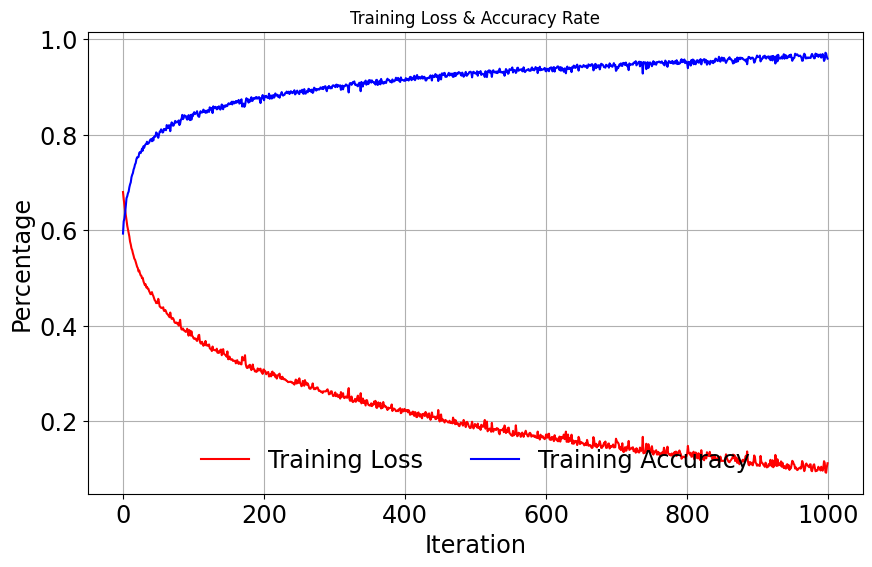 Training Loss & Accuracy Rate
1.0
0.8
0.6
0.4
0.2
Percentage
Training Loss Training Accuracy
0 200 400 600 800 1000
Iteration